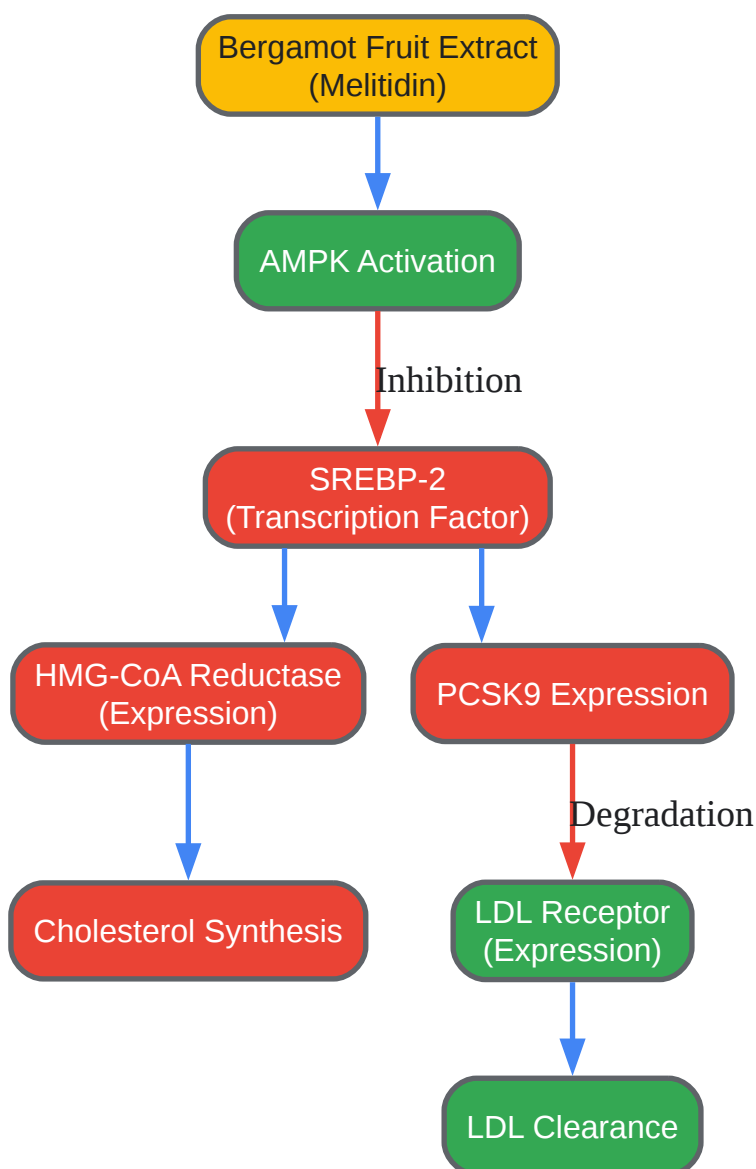 Bergamot Fruit Extract
(Melitidin)
AMPK Activation
Inhibition
SREBP-2
(Transcription Factor)
HMG-CoA Reductase
(Expression)
PCSK9 Expression
Degradation
Cholesterol Synthesis
LDL Receptor
(Expression)
LDL Clearance